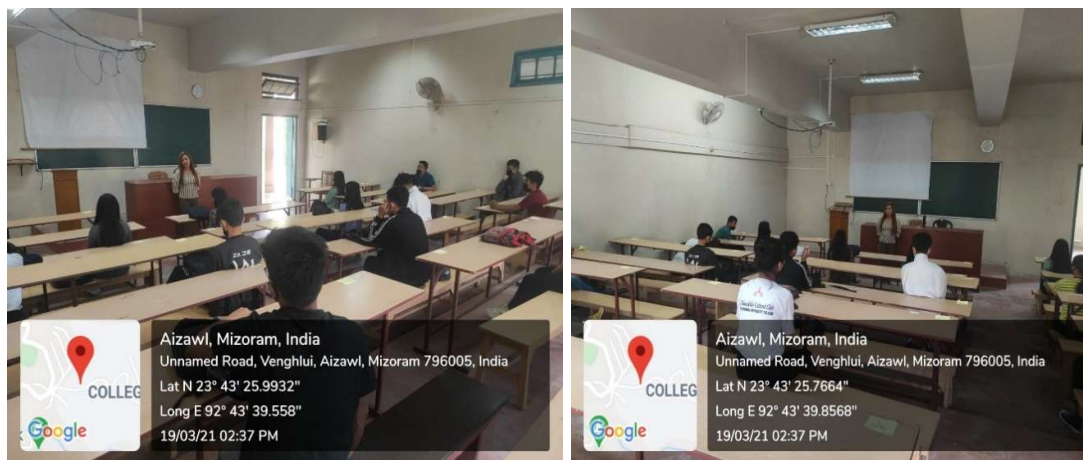 Aizawl, Mizoram, India
Unnamed Road, Venghlui, Aizawl, Mizoram 796005, India
Lat N 23° 43' 25.9932"
Long E 92° 43' 39.558"
19/03/21 02:37 PM
COLLEG
Google
Aizawl, Mizoram, India
Unnamed Road, Venghlui, Aizawl, Mizoram 796005, India
Lat N 23° 43' 25.7664"
Long E 92° 43' 39.8568"
19/03/21 02:37 PM
COLLEG
Google